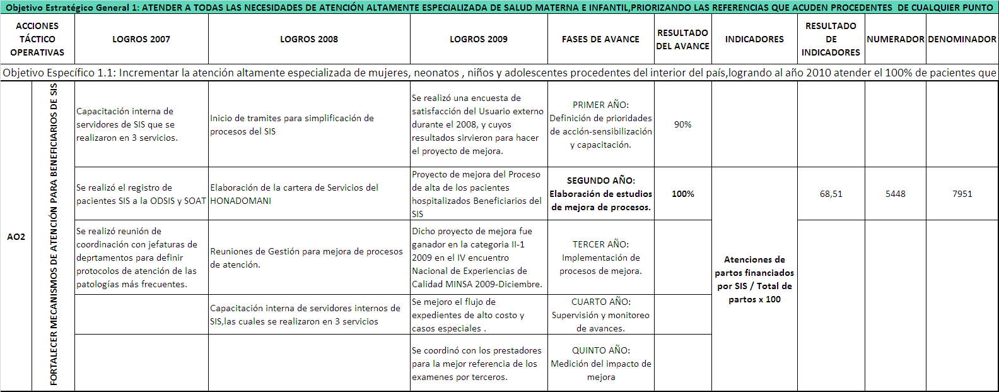 Objetivo Estratégico General 1: ATENDER A TODAS LAS NECESIDADES DE ATENCIÓN ALTAMENTE ESPECIALIZADA DE SALUD MATERNA E INFANTIL,PRIORIZANDO LAS REFERENCIAS QUE ACUDEN PROCEDENTES DE CUALQUIER PUNTO
ACCIONES
TÁCTICO
OPERATIVAS
LOGROS 2007
LOGROS 2008
LOGROS 2009
FASES DE AVANCE
RESULTADO
DEL AVANCE
INDICADORES
RESULTADO
DE
INDICADORES
NUMERADOR
DENOMINADOR
Objetivo Específico 1.1: Incrementar la atención altamente especializada de mujeres, neonatos , niños y adolescentes procedentes del interior del país,logrando al año 2010 atender el 100% de pacientes que
AO2
FORTALECER MECANISMOS DE ATENCIÓN PARA BENEFICIARIOS DE SIS
Capacitación interna de
servidores de SIS que se
realizaron en 3 servicios.
Inicio de tramites para simplificación de
procesos del SIS
Se realizó una encuesta de
satisfacción del Usuario externo
durante el 2008, y cuyos
resultados sirvieron para hacer
el proyecto de mejora.
PRIMER AÑO:
Definición de prioridades
de acción-sensibilización
y capacitación.
90%
Se realizó el registro de
pacientes SIS a la ODSIS y SOAT
Elaboración de la cartera de Servicios del
HONADOMANI
Proyecto de mejora del Proceso
de alta de los pacientes
hospitalizados Beneficiarios del
SIS
SEGUNDO AÑO:
Elaboración de estudios
de mejora de procesos.
100%
68,51
5448
7951
Se realizó reunión de
coordinación con jefaturas de
deprtamentos para definir
protocolos de atención de las
patologías más frecuentes.
Reuniones de Gestión para mejora de procesos
de atención.
Dicho proyecto de mejora fue
ganador en la categoria II-1
2009 en el IV encuentro
Nacional de Experiencias de
Calidad MINSA 2009-Diciembre.
TERCER AÑO:
Implementación de
procesos de mejora.
Atenciones de
partos financiados
por SIS / Total de
partos x 100
Capacitación interna de servidores internos de
SIS,las cuales se realizaron en 3 servicios
Se mejoro el flujo de
expedientes de alto costo y
casos especiales .
CUARTO AÑO:
Supervisión y monitoreo
de avances.
Se coordinó con los prestadores
para la mejor referencia de los
examenes por terceros.
QUINTO AÑO:
Medición del impacto de
mejora